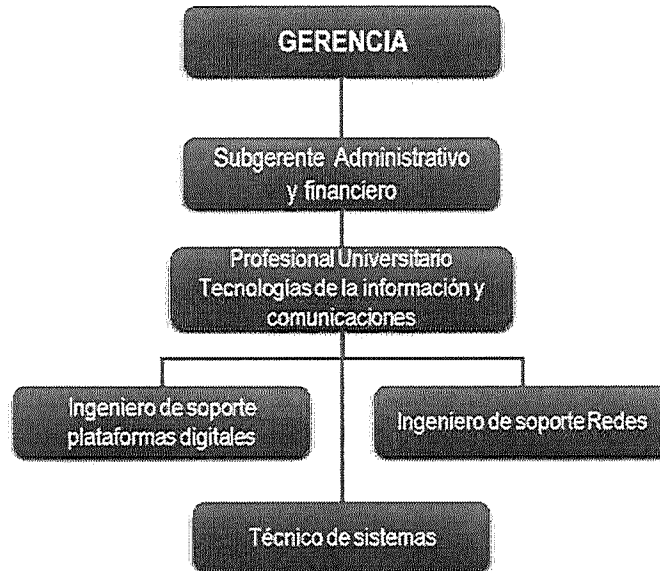 GERENCIA
Subgerente Administrativo
y financiero
Profesional Universitario
Tecnologías de la información y
comunicaciones
Ingeniero de soporte
plataformas digitales
Ingeniero de soporte Redes
Técnico de sistemas